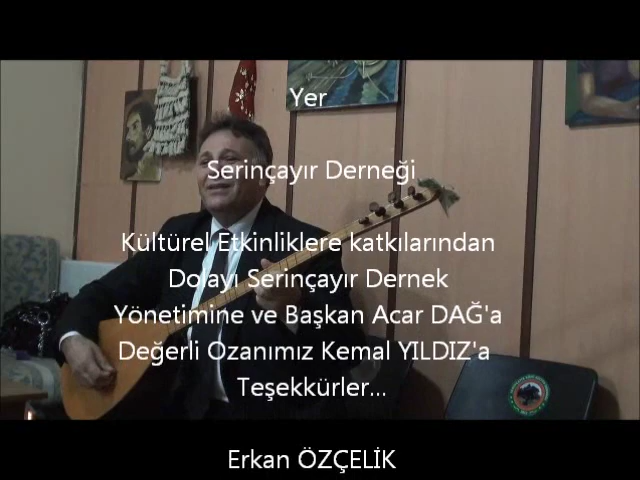 Yer
Serinçayır Derneği
Kültürel Etkinliklere katkılarından
Dolayı Serinçayır Dernek
Yönetimine ve Başkan Acar DAĞ'a
Değerli Ozanımız Kemal YILDIZ'a
Teşekkürler...
Erkan ÖZÇELİK